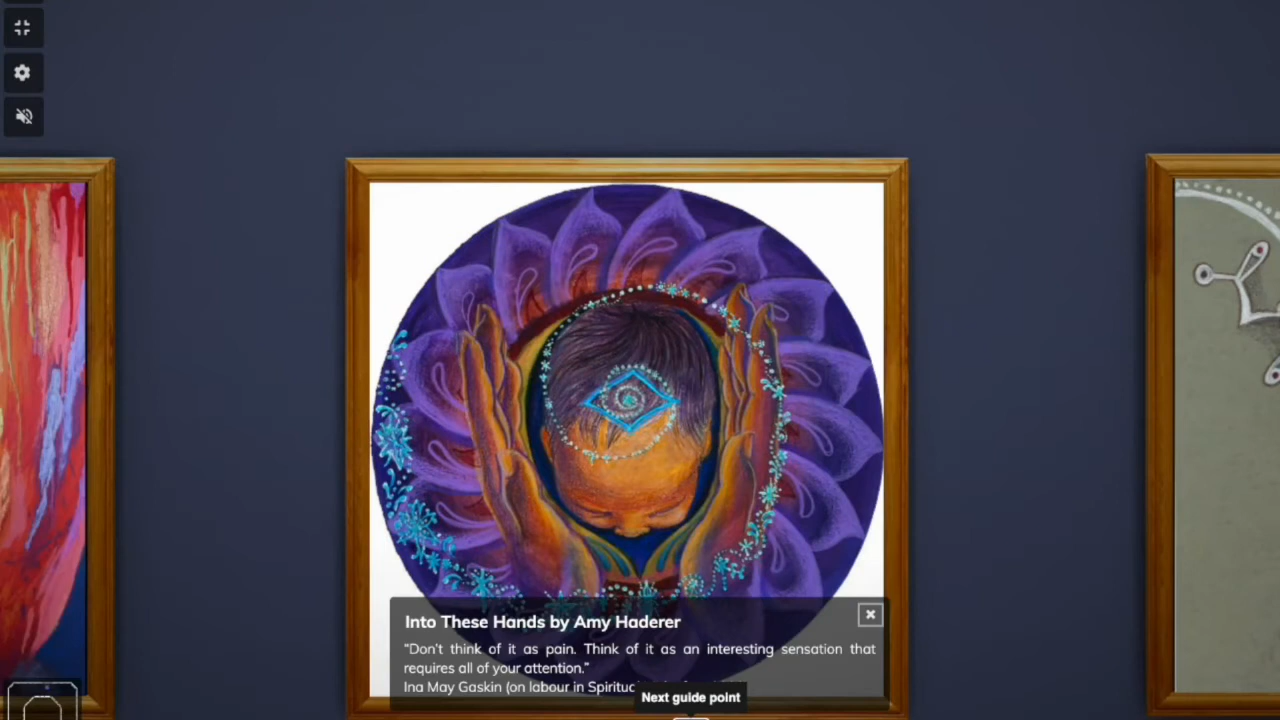 Into These Hands by Amy Haderer
“Don’t think of it as pain. Think of it as an interesting sensation that
requires all of your attention.”
Ina May Gaskin (on labour in
Next guide point